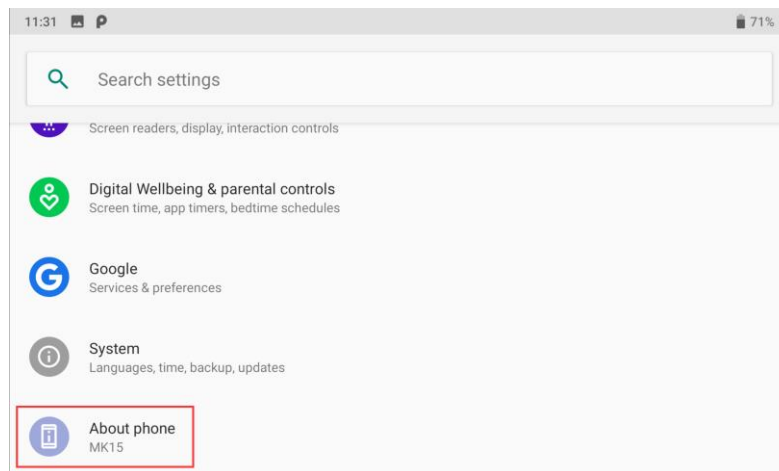 11:31 71%
Search settings
Screen readers, display, interaction controls
Digital Wellbeing & parental controls
Screen time, app timers, bedtime schedules
Google
Services & preferences
System
Languages, time, backup, updates
About phone
MK15